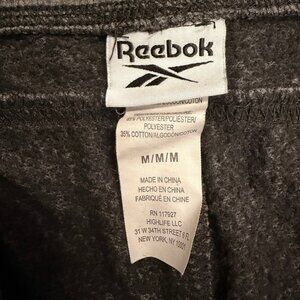 Reebok
POLYESTER/POLIESTER/
POLYESTER
35% COTTON/ALGODÓN/COTON
M/M/M
MADE IN CHINA
HECHO EN CHINA
FABRIQUÉ EN CHINE
RN 117927
HIGHLIFE LLC
31 W 34TH STREET
NEW YORK, NY 10001